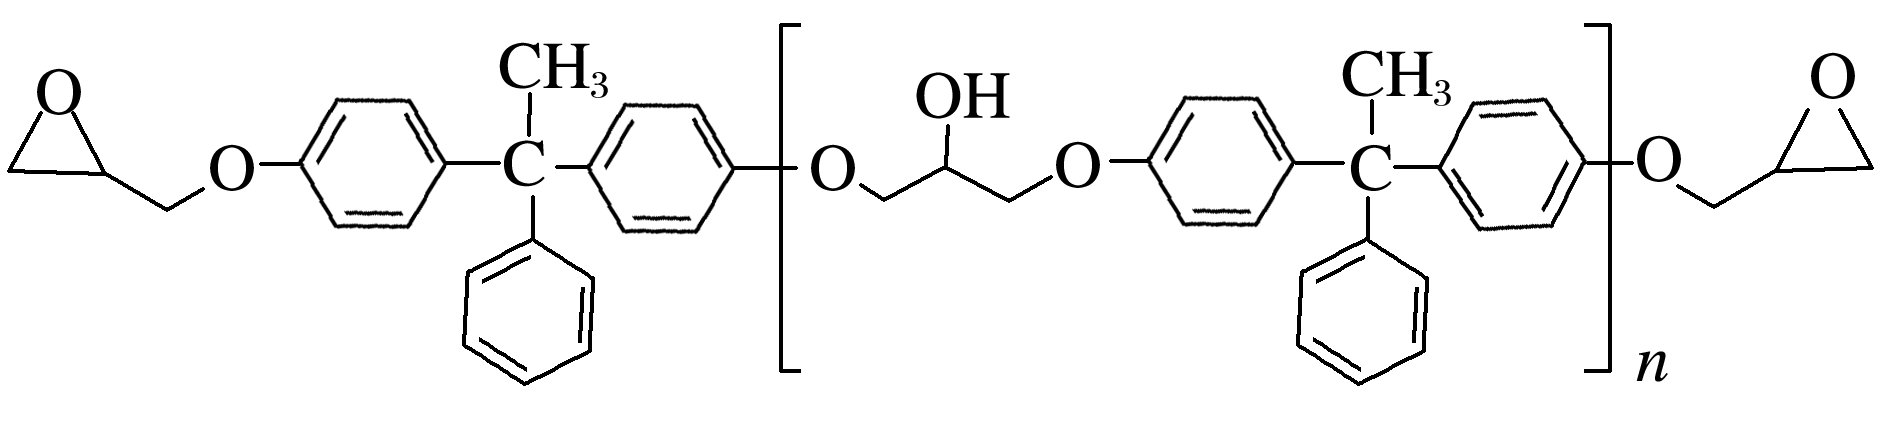 CH₃ CH₃
O OH O
O C O O C O
n